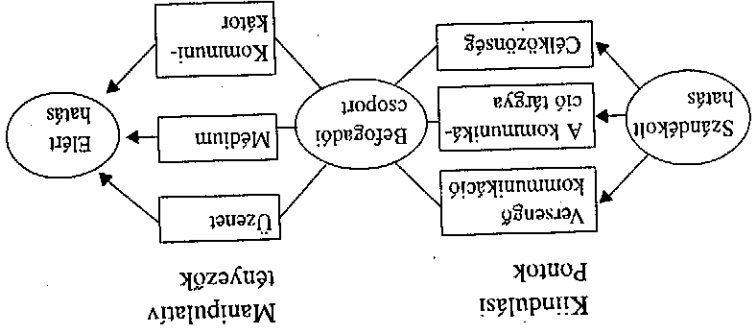 Kiindulási
Pontok
Manipulatív
tényezők
Szándékolt
hatás
Versengő
kommunikáció
A kommuniká-
ció tárgya
Célközönség
Befogadói
csoport
Üzenet
Médium
Kommuni-
kátor
Elért
hatás